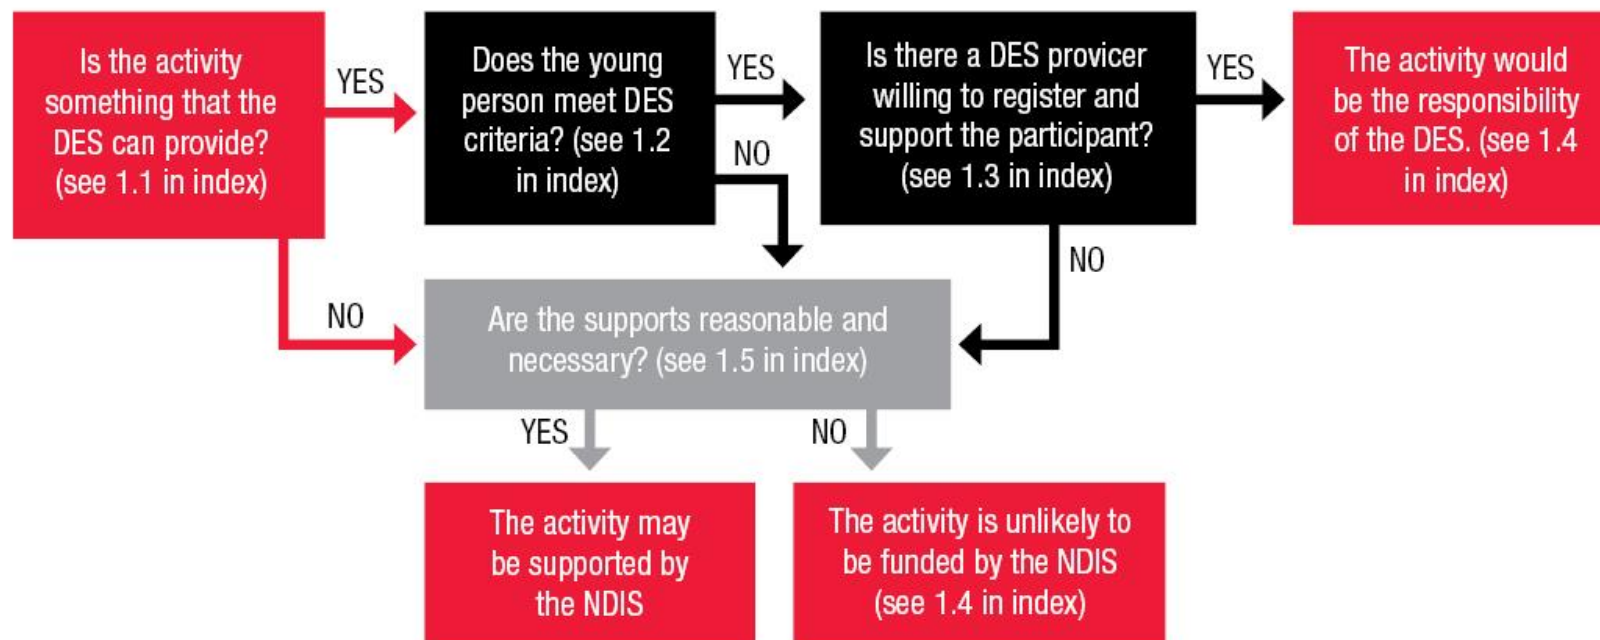 Is the activity
something that the
DES can provide?
(see 1.1 in index)
YES
Does the young
person meet DES
criteria? (see 1.2
in index)
YES
NO
Is there a DES provicer
willing to register and
support the participant?
(see 1.3 in index)
YES
The activity would
be the responsibility
of the DES. (see 1.4
in index)
NO
NO
Are the supports reasonable and
necessary? (see 1.5 in index)
YES
NO
The activity may
be supported by
the NDIS
The activity is unlikely to
be funded by the NDIS
(see 1.4 in index)